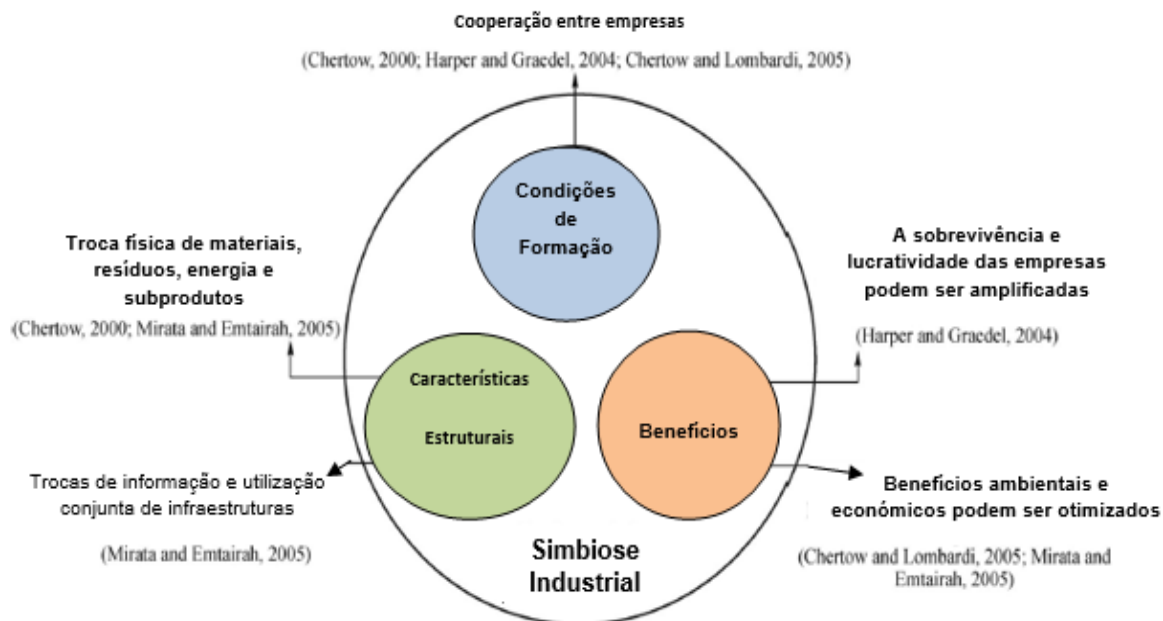 Cooperação entre empresas
(Chertow, 2000; Harper and Graedel, 2004; Chertow and Lombardi, 2005)
Condições
de
Formação
Troca física de materiais,
resíduos, energia e
subprodutos
(Chertow, 2000; Mirata and Emtairah, 2005)
A sobrevivência e
lucratividade das empresas
podem ser amplificadas
(Harper and Graedel, 2004)
Características
Estruturais
Benefícios
Trocas de informação e utilização
conjunta de infraestruturas
(Mirata and Emtairah, 2005)
Benefícios ambientais e
económicos podem ser otimizados
(Chertow and Lombardi, 2005; Mirata and
Emtairah, 2005)
Simbiose
Industrial